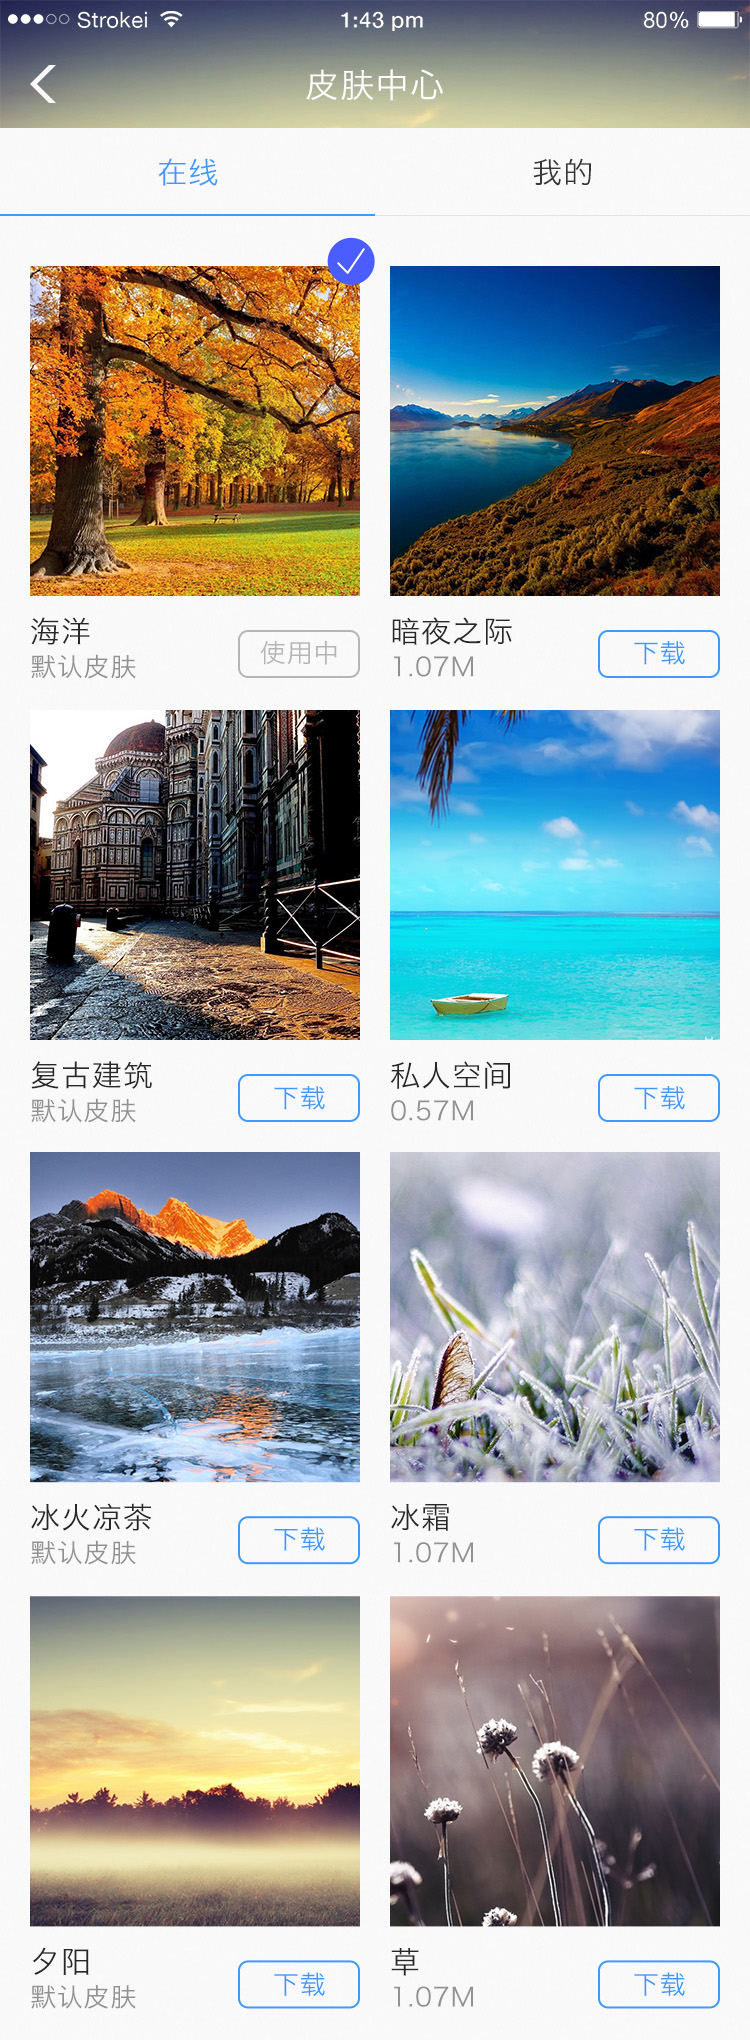 Strokei 1:43 pm 80%
皮肤中心
在线 我的
海洋 暗夜之际
默认皮肤 使用中 1.07M 下载
复古建筑 私人空间
默认皮肤 下载 0.57M 下载
冰火凉茶 冰霜
默认皮肤 下载 1.07M 下载
夕阳 草
默认皮肤 下载 1.07M 下载